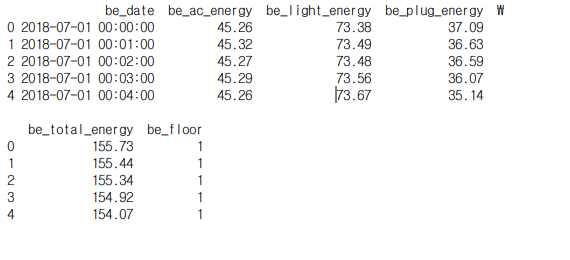 be_date be_ac_energy be_light_energy be_plug_energy ₩
0 2018-07-01 00:00:00 45.26 73.38 37.09
1 2018-07-01 00:01:00 45.32 73.49 36.63
2 2018-07-01 00:02:00 45.27 73.48 36.59
3 2018-07-01 00:03:00 45.29 73.56 36.07
4 2018-07-01 00:04:00 45.26 73.67 35.14
be_total_energy be_floor
0 155.73 1
1 155.44 1
2 155.34 1
3 154.92 1
4 154.07 1